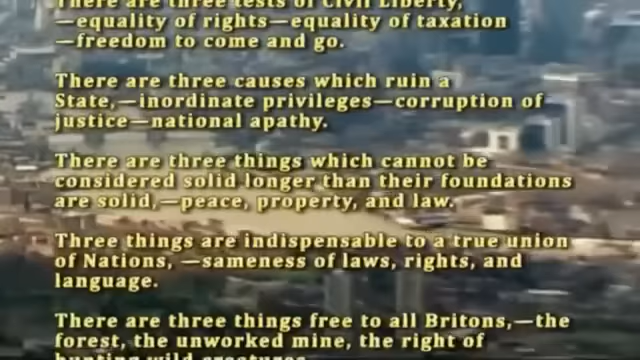 There are three tests of Civil Liberty,
—equality of rights—equality of taxation
—freedom to come and go.
There are three causes which ruin a
State,—inordinate privileges—corruption of
justice—national apathy.
There are three things which cannot be
considered solid longer than their foundations
are solid,—peace, property, and law.
Three things are indispensable to a true union
of Nations, —sameness of laws, rights, and
language.
There are three things free to all Britons,—the
forest, the unworked mine, the right of
hunting wild creatures.